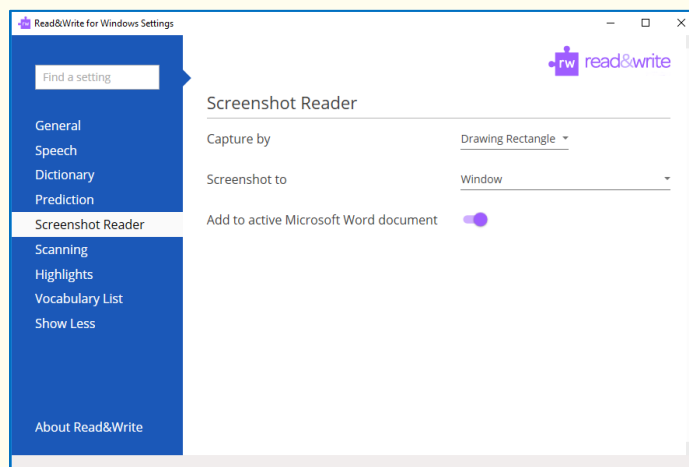 Read&Write for Windows Settings
rw read&write
Find a setting
General
Speech
Dictionary
Prediction
Screenshot Reader
Scanning
Highlights
Vocabulary List
Show Less
About Read&Write
Screenshot Reader
Capture by Drawing Rectangle
Screenshot to Window
Add to active Microsoft Word document